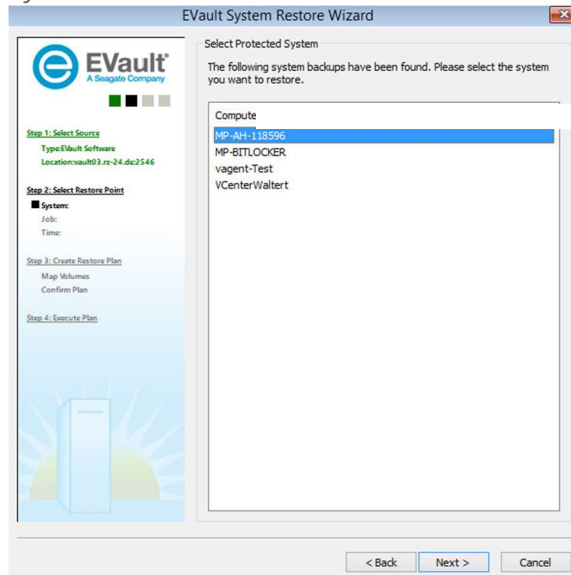 EVault System Restore Wizard
EVault
A Seagate Company
Step 1: Select Source
Type:EVault Software
Location:vault03.rz-24.de:2546
Step 2: Select Restore Point
System:
Job:
Time:
Step 3: Create Restore Plan
Map Volumes
Confirm Plan
Step 4: Execute Plan
Select Protected System
The following system backups have been found. Please select the system
you want to restore.
Compute
MP-AH-118596
MP-BITLOCKER
vagent-Test
VCenterWaltert
< Back
Next >
Cancel